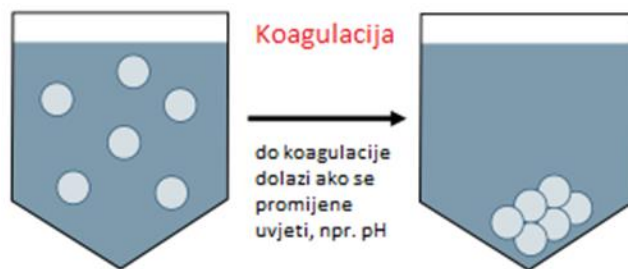 Koagulacija
do koagulacije
dolazi ako se
promijene
uvjeti, npr. pH